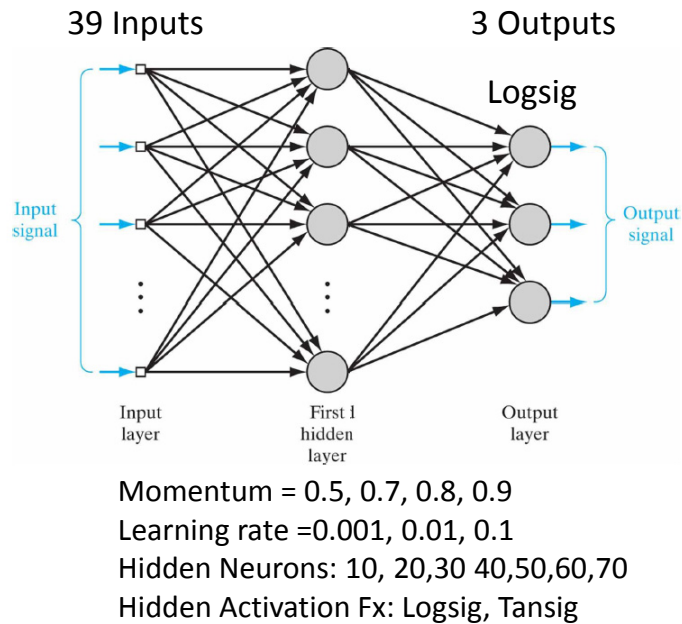 39 Inputs
3 Outputs
Logsig
Input
signal
Output
signal
Input
layer
First l
hidden
layer
Output
layer
Momentum = 0.5, 0.7, 0.8, 0.9
Learning rate =0.001, 0.01, 0.1
Hidden Neurons: 10, 20,30 40,50,60,70
Hidden Activation Fx: Logsig, Tansig